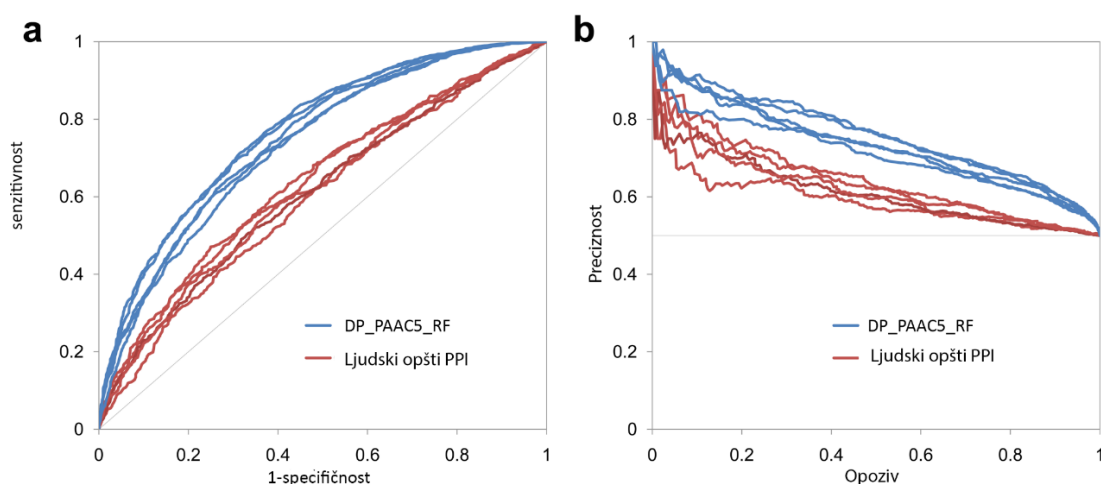 a
senzitivnost
1
0.8
0.6
0.4
0.2
0
DP_PAAC5_RF
Ljudski opšti PPI
0 0.2 0.4 0.6 0.8 1
1-specifičnost
b
Preciznost
1
0.8
0.6
0.4
0.2
0
DP_PAAC5_RF
Ljudski opšti PPI
0 0.2 0.4 0.6 0.8 1
Opoziv